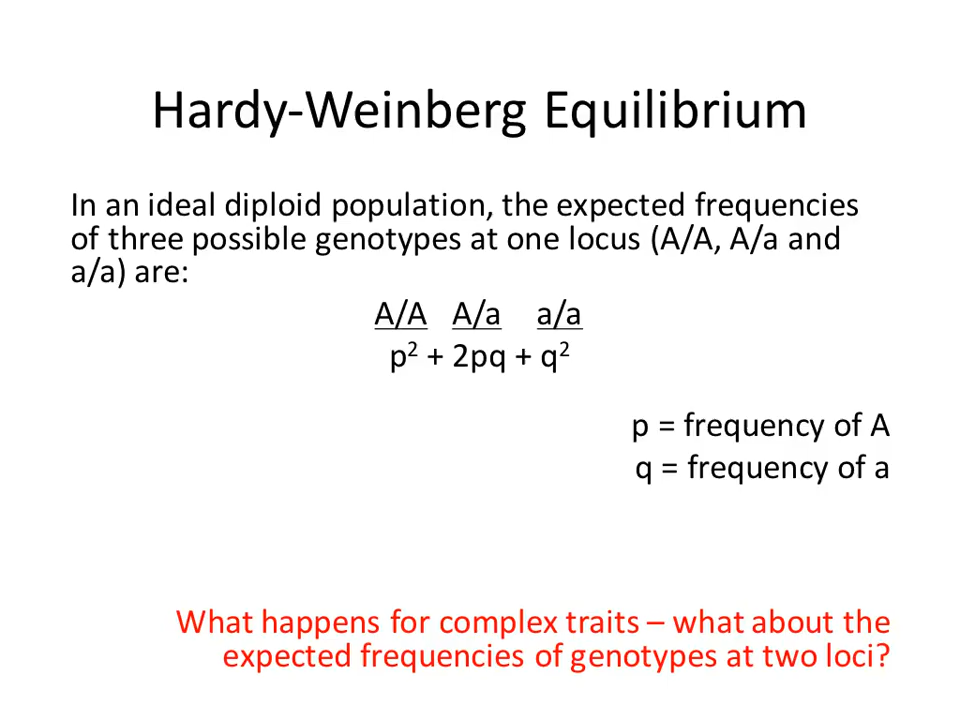 Hardy-Weinberg Equilibrium
In an ideal diploid population, the expected frequencies
of three possible genotypes at one locus (A/A, A/a and
a/a) are:
A/A A/a a/a
p² + 2pq + q²
p = frequency of A
q = frequency of a
What happens for complex traits – what about the
expected frequencies of genotypes at two loci?